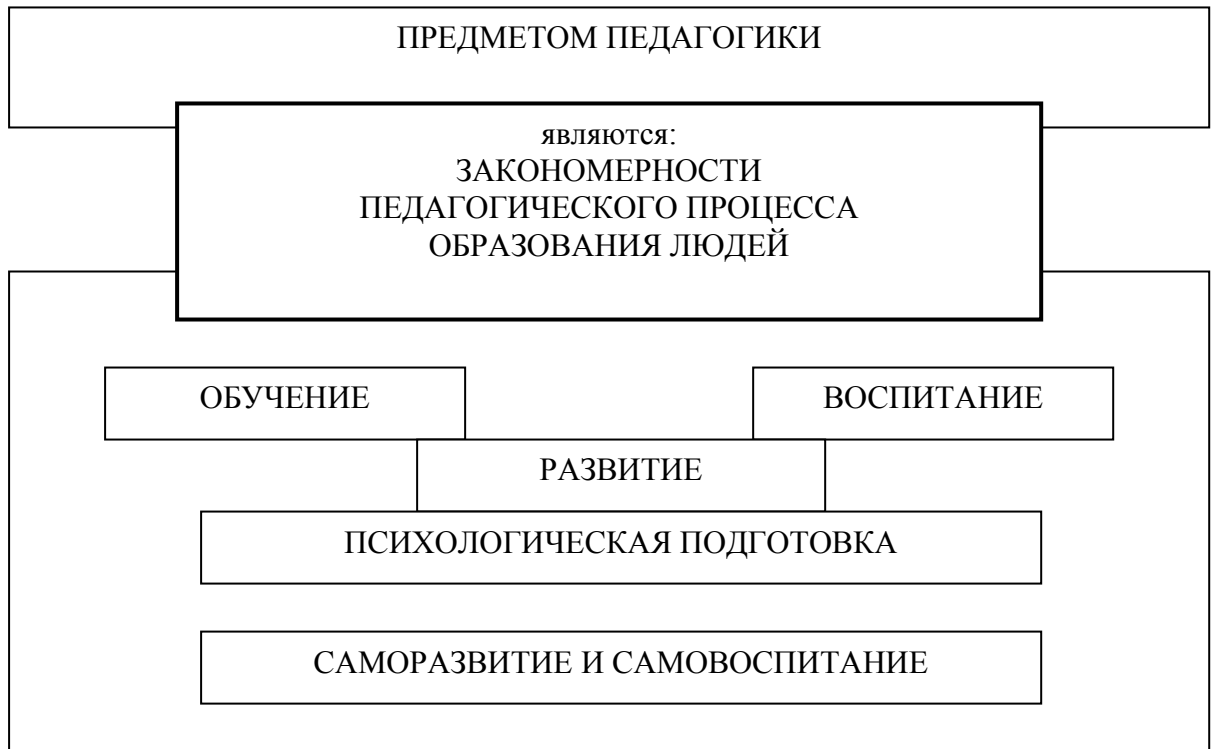 ПРЕДМЕТОМ ПЕДАГОГИКИ
являются:
ЗАКОНОМЕРНОСТИ
ПЕДАГОГИЧЕСКОГО ПРОЦЕССА
ОБРАЗОВАНИЯ ЛЮДЕЙ
ОБУЧЕНИЕ
ВОСПИТАНИЕ
РАЗВИТИЕ
ПСИХОЛОГИЧЕСКАЯ ПОДГОТОВКА
САМОРАЗВИТИЕ И САМОВОСПИТАНИЕ